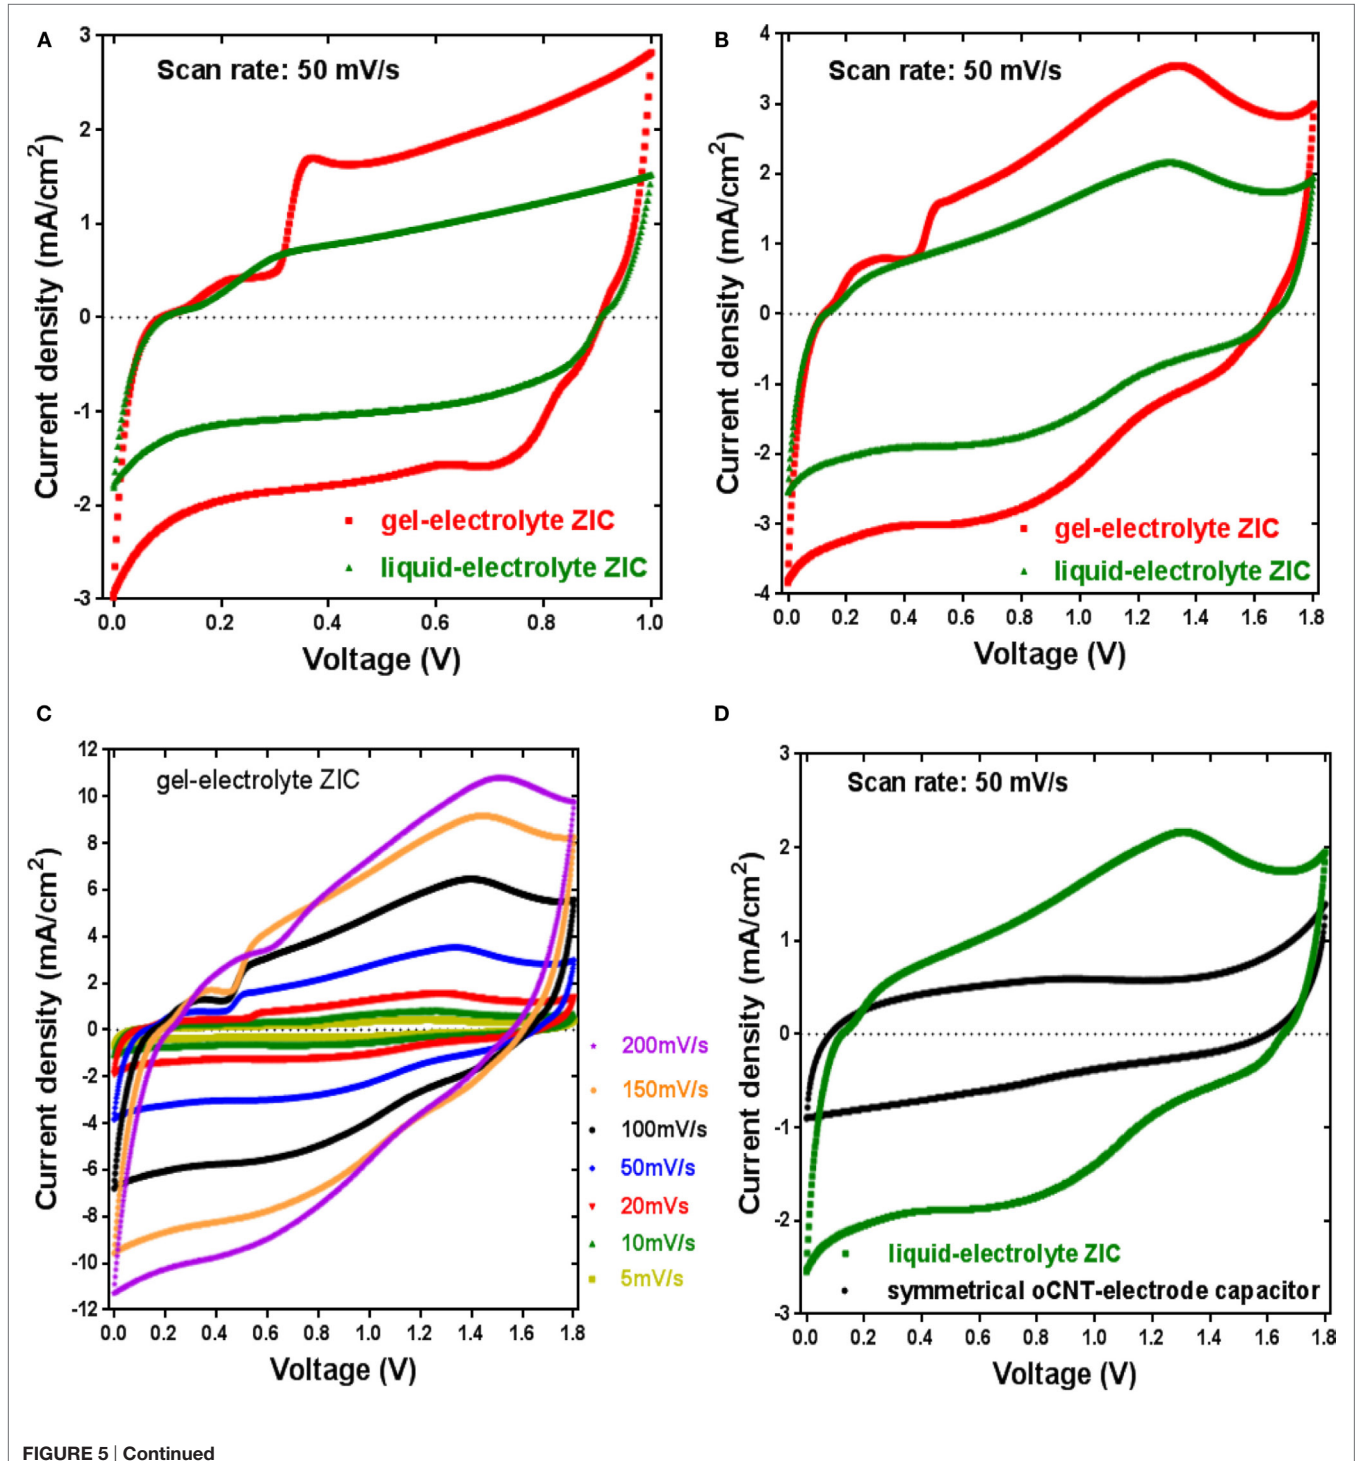 A
Scan rate: 50 mV/s
3
2
1
0
-1
-2
-3
Current density (mA/cm²)
gel-electrolyte ZIC
liquid-electrolyte ZIC
0.0 0.2 0.4 0.6 0.8 1.0
Voltage (V)
B
Scan rate: 50 mV/s
4
3
2
1
0
-1
-2
-3
-4
Current density (mA/cm²)
gel-electrolyte ZIC
liquid-electrolyte ZIC
0.0 0.2 0.4 0.6 0.8 1.0 1.2 1.4 1.6 1.8
Voltage (V)
C
gel-electrolyte ZIC
12
10
8
6
4
2
0
-2
-4
-6
-8
-10
-12
Current density (mA/cm²)
200mV/s
150mV/s
100mV/s
50mV/s
20mVs
10mV/s
5mV/s
0.0 0.2 0.4 0.6 0.8 1.0 1.2 1.4 1.6 1.8
Voltage (V)
D
Scan rate: 50 mV/s
3
2
1
0
-1
-2
-3
Current density (mA/cm²)
liquid-electrolyte ZIC
symmetrical oCNT-electrode capacitor
0.0 0.2 0.4 0.6 0.8 1.0 1.2 1.4 1.6 1.8
Voltage (V)
FIGURE 5 | Continued